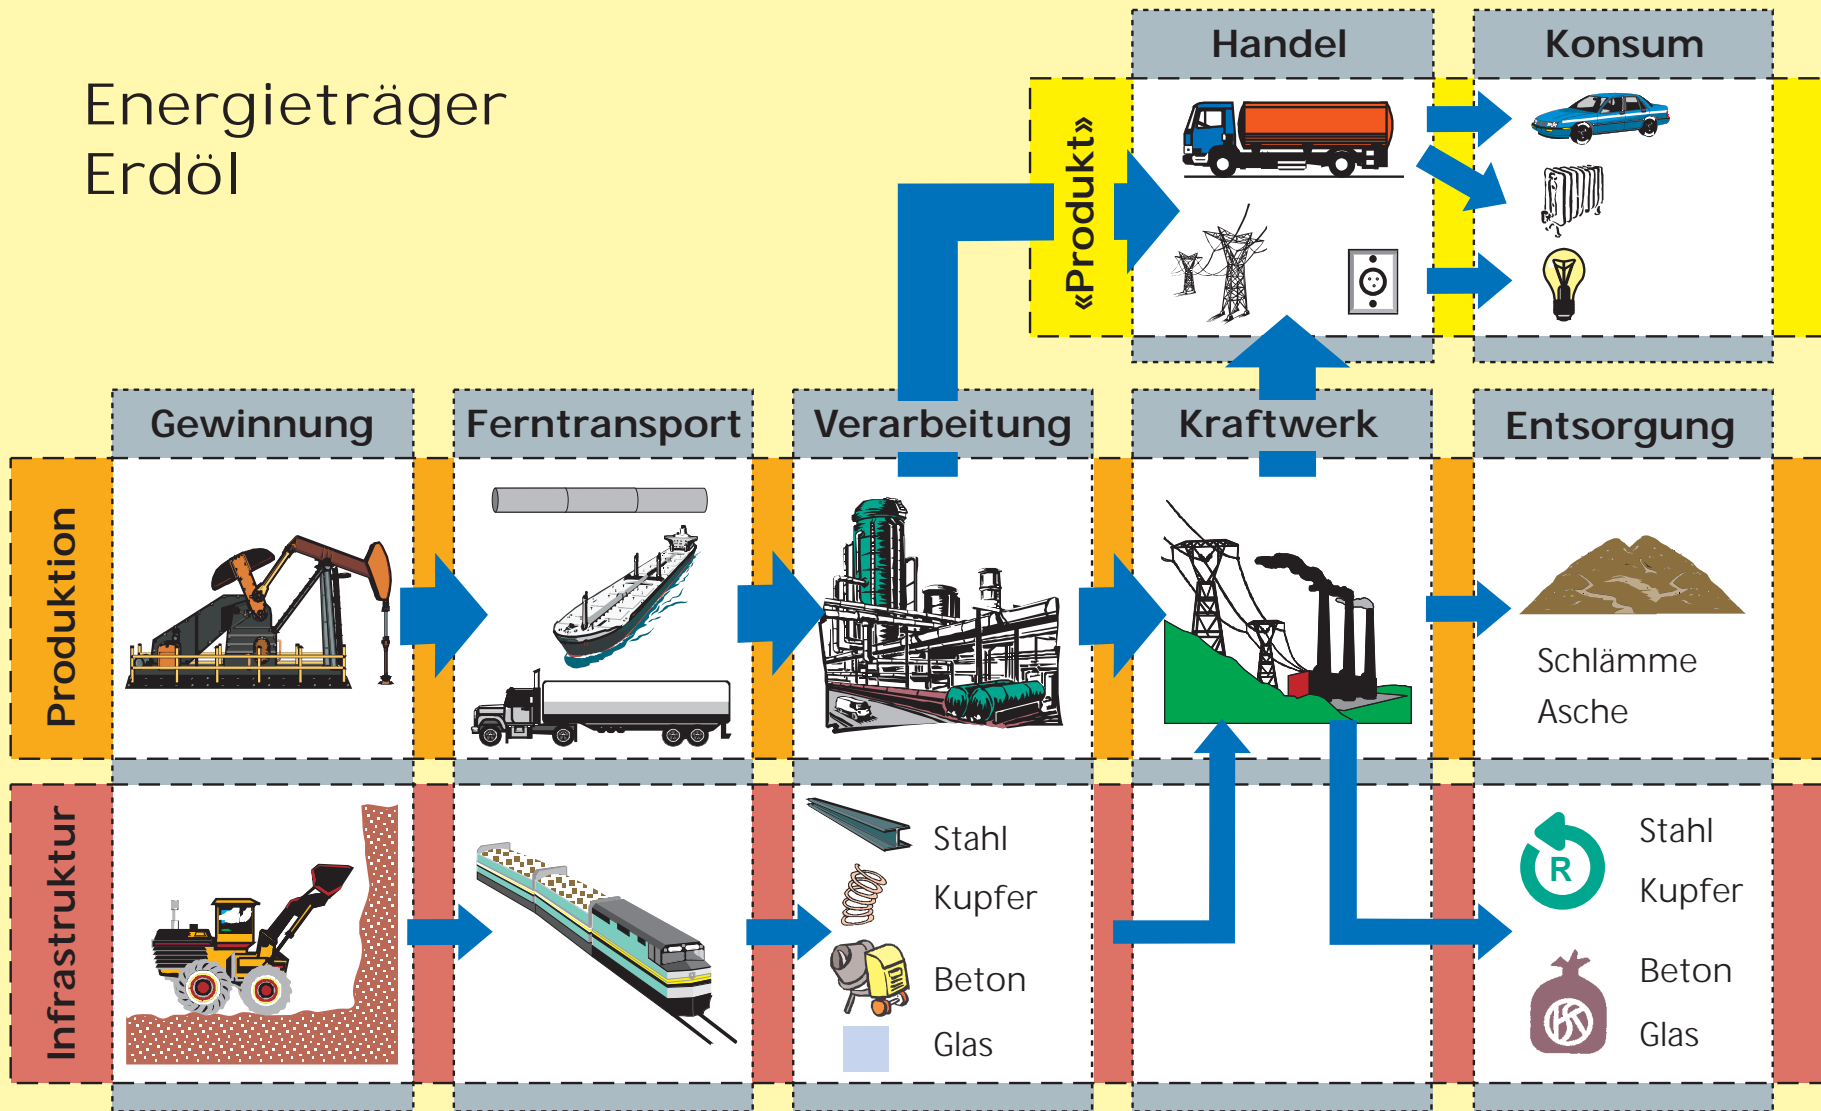 Energieträger
Erdöl
Handel
Konsum
«Produkt»
Gewinnung
Ferntransport
Verarbeitung
Kraftwerk
Entsorgung
Produktion
Schlämme
Asche
Infrastruktur
Stahl
Kupfer
Beton
Glas
R
Stahl
Kupfer
Beton
Glas